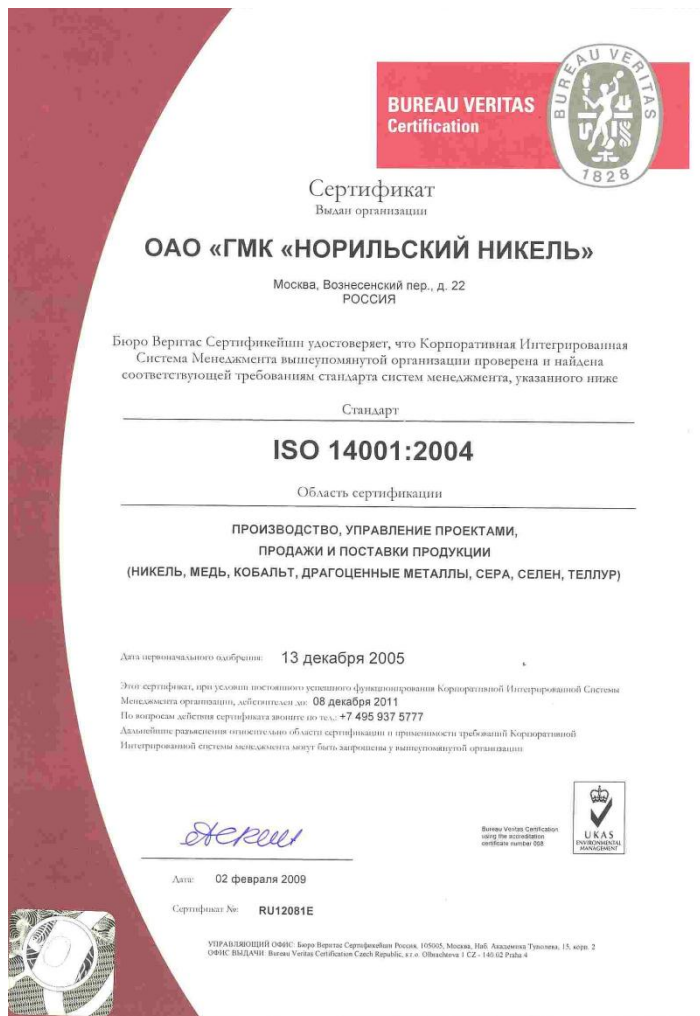 BUREAU VERITAS
Certification
BUREAU VERITAS
1828
Сертификат
Выдан организации
ОАО «ГМК «НОРИЛЬСКИЙ НИКЕЛЬ»
Москва, Вознесенский пер., д. 22
РОССИЯ
Бюро Веритас Сертификейшн удостоверяет, что Корпоративная Интегрированная
Система Менеджмента вышеупомянутой организации проверена и найдена
соответствующей требованиям стандарта систем менеджмента, указанного ниже
Стандарт
ISO 14001:2004
Область сертификации
ПРОИЗВОДСТВО, УПРАВЛЕНИЕ ПРОЕКТАМИ,
ПРОДАЖИ И ПОСТАВКИ ПРОДУКЦИИ
(НИКЕЛЬ, МЕДЬ, КОБАЛЬТ, ДРАГОЦЕННЫЕ МЕТАЛЛЫ, СЕРА, СЕЛЕН, ТЕЛЛУР)
Дата первоначального одобрения: 13 декабря 2005
Этот сертификат, при условии постоянного успешного функционирования Корпоративной Интегрированной Системы
Менеджмента организации, действителен до: 08 декабря 2011
По вопросам действия сертификата звоните по тел.: +7 495 937 5777
Дальнейшие разъяснения относительно области сертификации и применимости требований Корпоративной
Интегрированной системы менеджмента могут быть запрошены у вышеупомянутой организации
Bureau Veritas Certification
using the accreditation
certificate number 008
UKAS
ENVIRONMENTAL
MANAGEMENT
Дата: 02 февраля 2009
Сертификат №: RU12081E
УПРАВЛЯЮЩИЙ ОФИС: Бюро Веритас Сертификейшн Россия, 105005, Москва, Наб. Академика Туполева, 15, корп. 2
ОФИС ВЫДАЧИ: Bureau Veritas Certification Czech Republic, s.r.o. Olbrachtova 1 CZ - 140 02 Praha 4